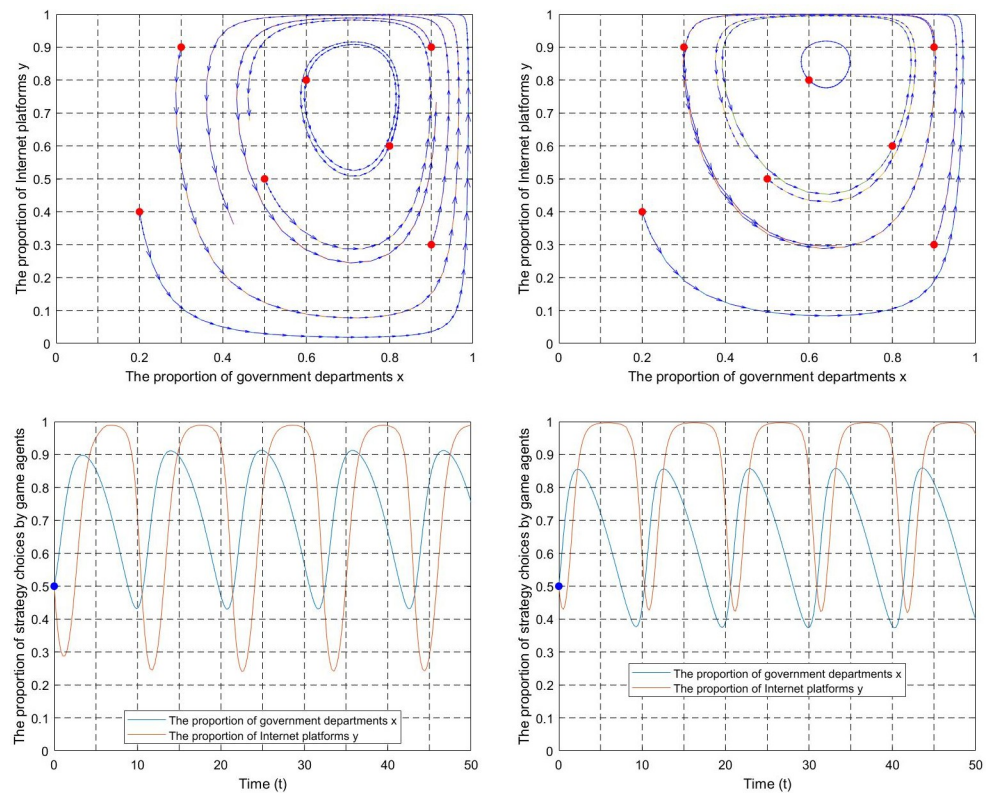 The proportion of Internet platforms y
1
0.9
0.8
0.7
0.6
0.5
0.4
0.3
0.2
0.1
0
0 0.2 0.4 0.6 0.8 1
The proportion of government departments x
The proportion of Internet platforms y
1
0.9
0.8
0.7
0.6
0.5
0.4
0.3
0.2
0.1
0
0 0.2 0.4 0.6 0.8 1
The proportion of government departments x
The proportion of strategy choices by game agents
1
0.9
0.8
0.7
0.6
0.5
0.4
0.3
0.2
0.1
0
The proportion of government departments x
The proportion of Internet platforms y
0 10 20 30 40 50
Time (t)
The proportion of strategy choices by game agents
1
0.9
0.8
0.7
0.6
0.5
0.4
0.3
0.2
0.1
0
The proportion of government departments x
The proportion of Internet platforms y
0 10 20 30 40 50
Time (t)